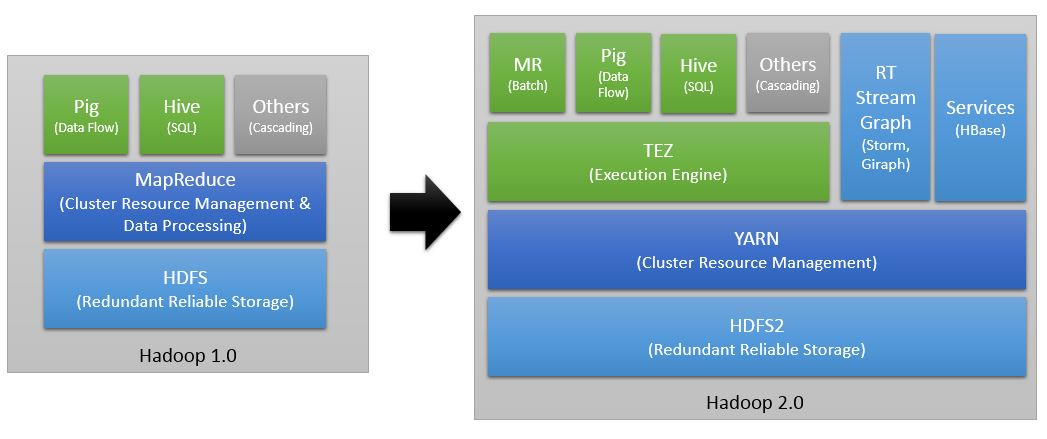 Pig
(Data Flow)
Hive
(SQL)
Others
(Cascading)
MapReduce
(Cluster Resource Management &
Data Processing)
HDFS
(Redundant Reliable Storage)
Hadoop 1.0
MR
(Batch)
Pig
(Data
Flow)
Hive
(SQL)
Others
(Cascading)
RT
Stream
Graph
(Storm,
Giraph)
Services
(HBase)
TEZ
(Execution Engine)
YARN
(Cluster Resource Management)
HDFS2
(Redundant Reliable Storage)
Hadoop 2.0